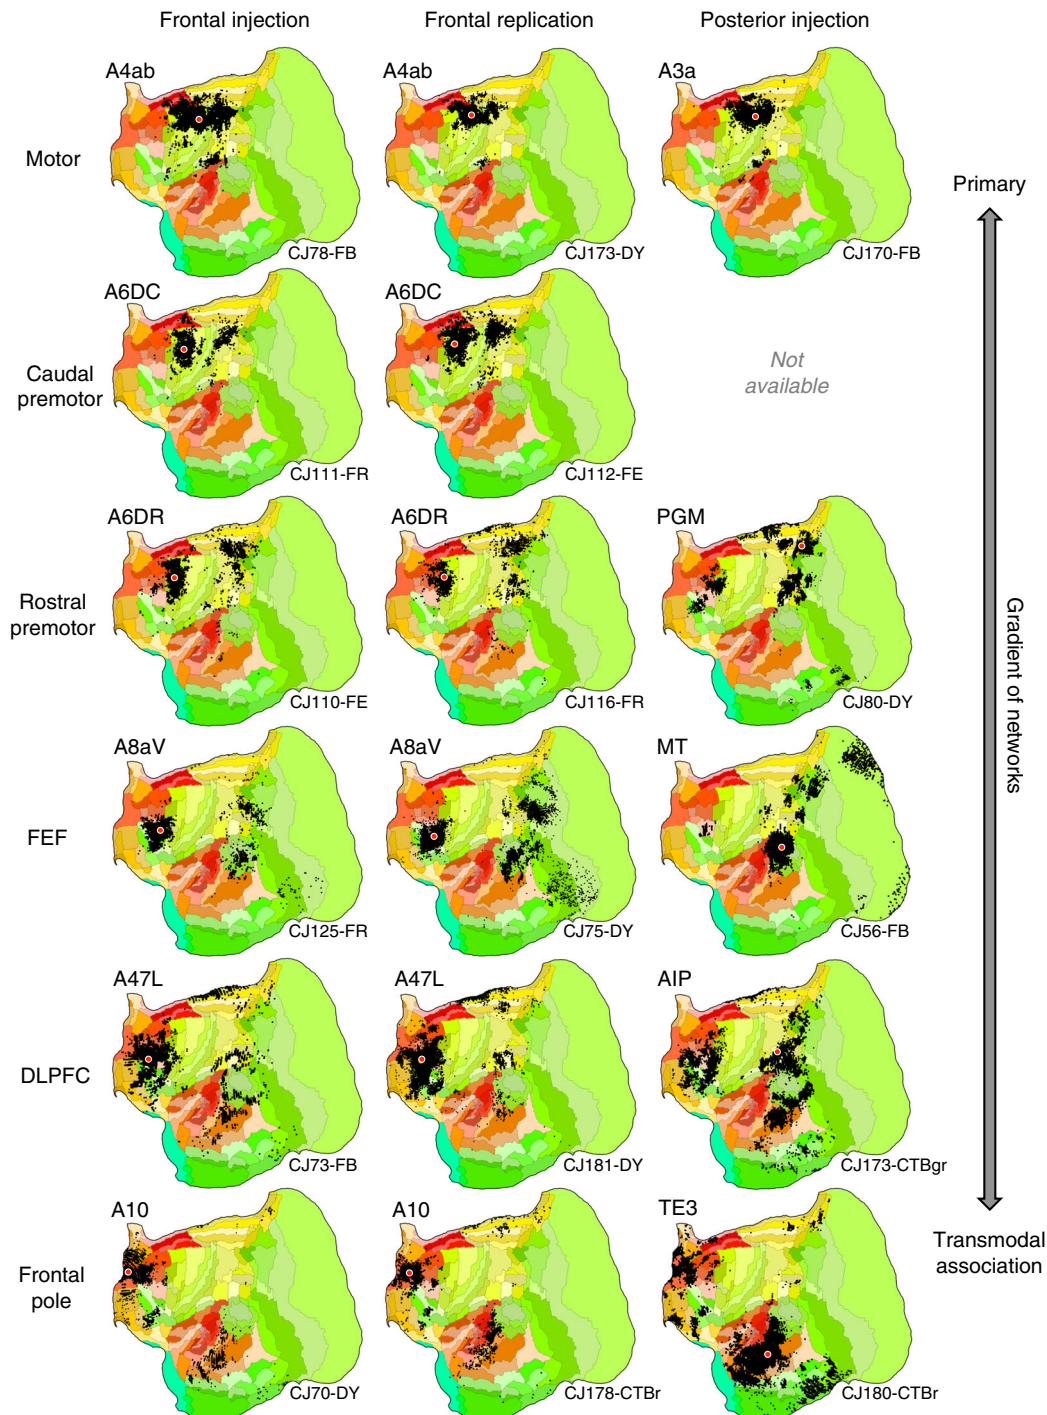 Frontal injection
Frontal replication
Posterior injection
A4ab
A4ab
A3a
Motor
Primary
CJ78-FB
CJ173-DY
CJ170-FB
A6DC
A6DC
Caudal
premotor
Not
available
CJ111-FR
CJ112-FE
A6DR
A6DR
PGM
Rostral
premotor
Gradient of networks
CJ110-FE
CJ116-FR
CJ80-DY
A8aV
A8aV
MT
FEF
CJ125-FR
CJ75-DY
CJ56-FB
A47L
A47L
AIP
DLPFC
CJ73-FB
CJ181-DY
CJ173-CTBgr
A10
A10
TE3
Transmodal
association
Frontal
pole
CJ70-DY
CJ178-CTBr
CJ180-CTBr